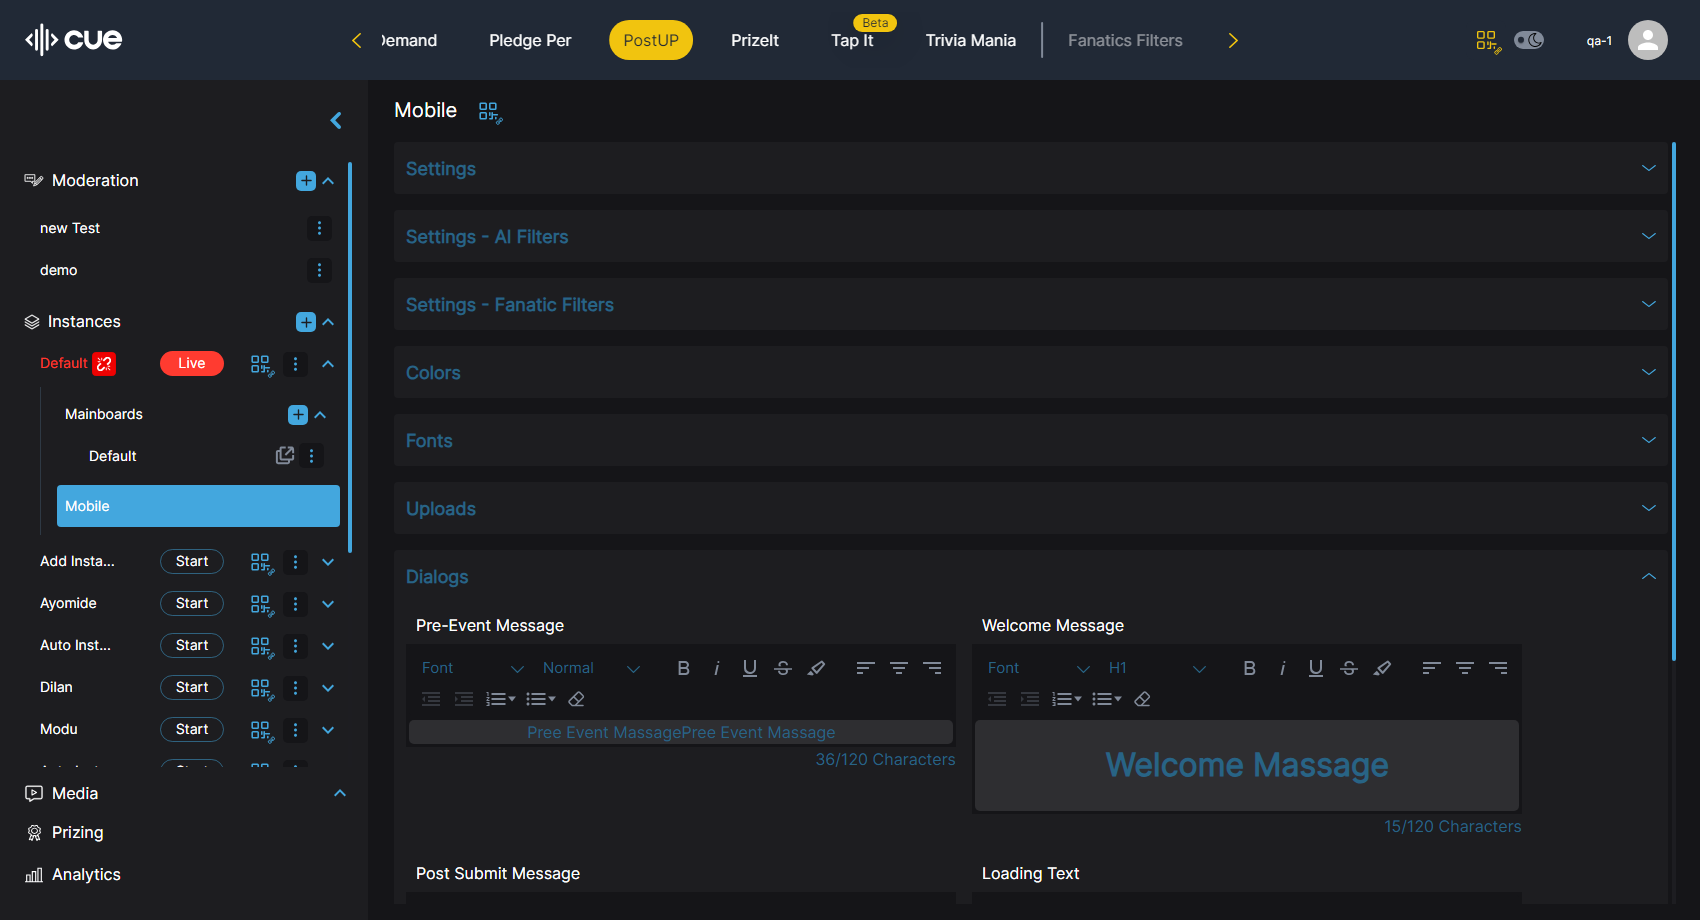 cue
Demand
Pledge Per
PostUP
PrizeIt
Beta
Tap It
Trivia Mania
Fanatics Filters
qa-1
Moderation
new Test
demo
Instances
Default
Live
Mainboards
Default
Mobile
Add Insta...
Start
Ayomide
Start
Auto Inst...
Start
Dilan
Start
Modu
Start
Media
Prizing
Analytics
Mobile
Settings
Settings - AI Filters
Settings - Fanatic Filters
Colors
Fonts
Uploads
Dialogs
Pre-Event Message
Font
Normal
B i U S
Pree Event MassagePree Event Massage
36/120 Characters
Welcome Message
Font
H1
B i U S
Welcome Massage
15/120 Characters
Post Submit Message
Loading Text